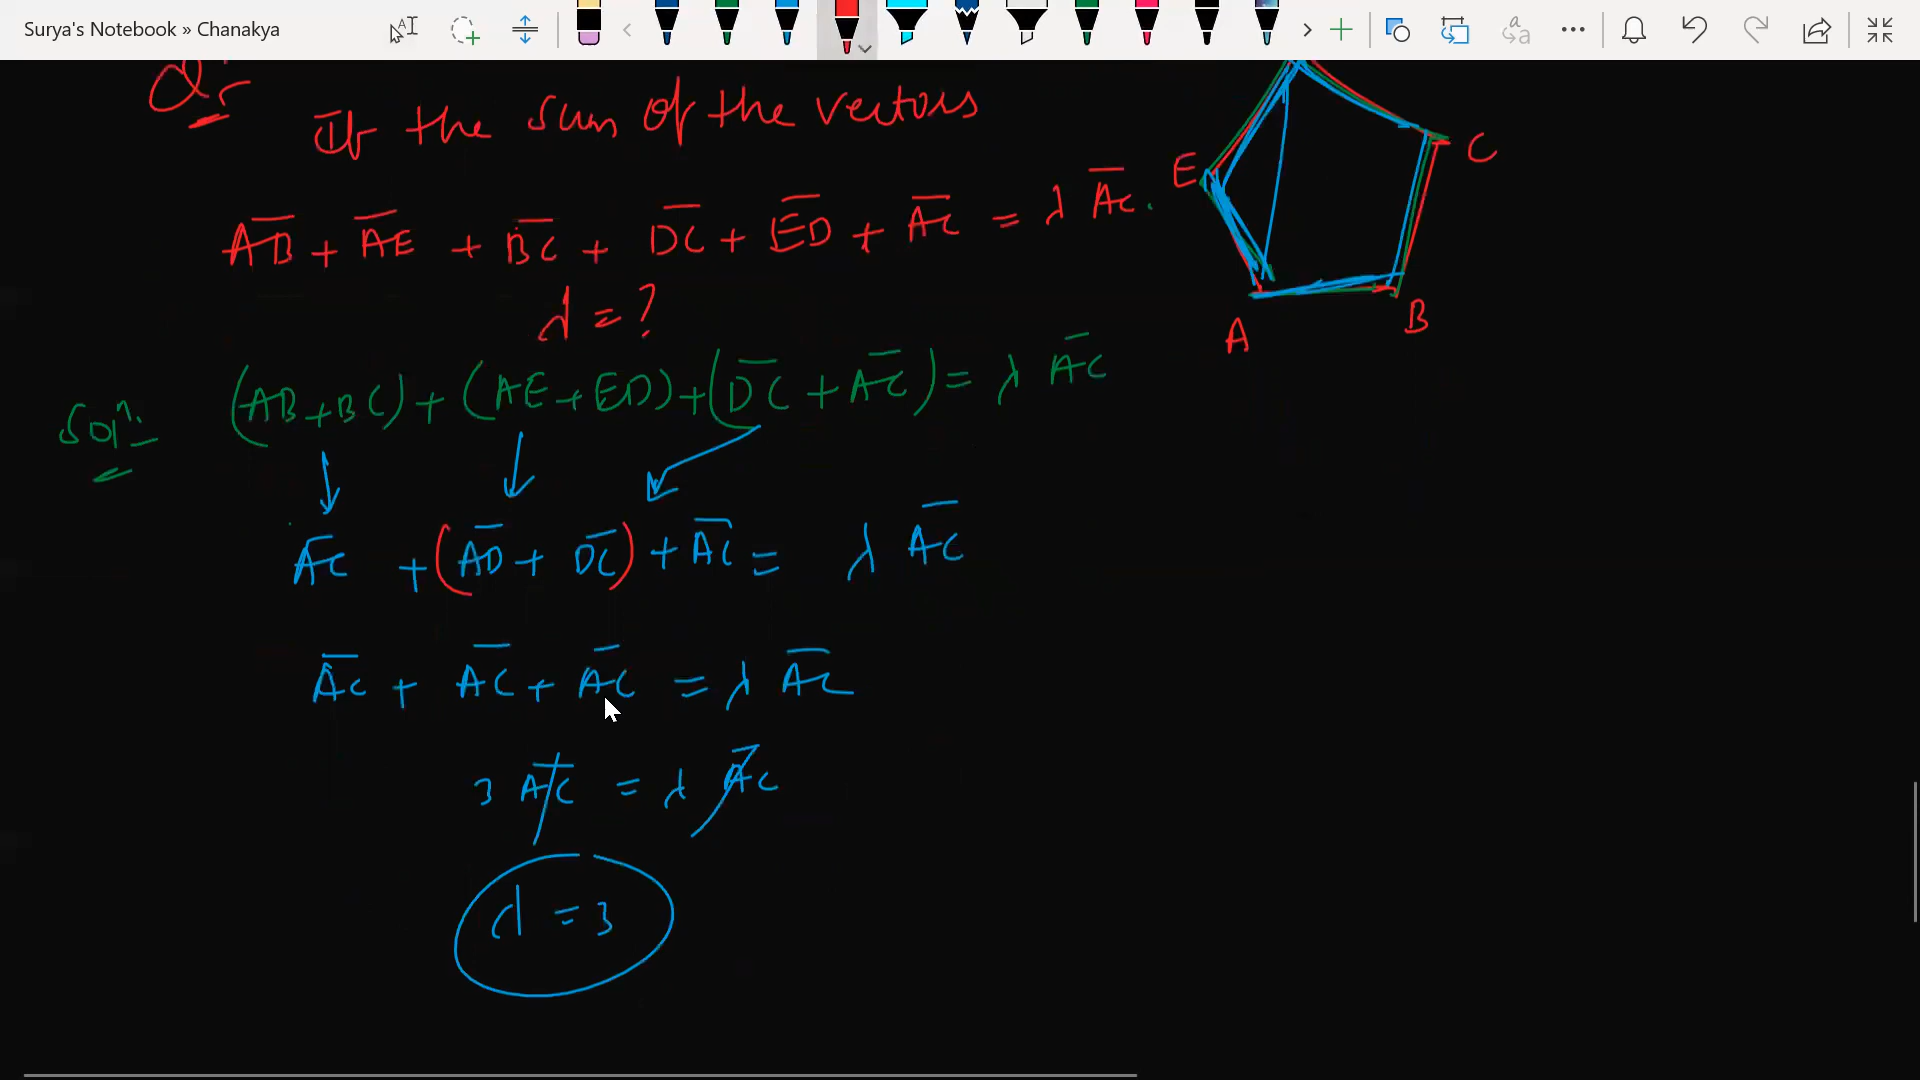 Surya's Notebook » Chanakya
Q:-
If the sum of the vectors
AB + AE + BC + DC + ED + AC = λ AC.
λ = ?
Soln:-
(AB + BC) + (AE + ED) + (DC + AC) = λ AC
AC + (AD + DC) + AC = λ AC
AC + AC + AC = λ AC
3 AC = λ AC
λ = 3
E
C
A
B